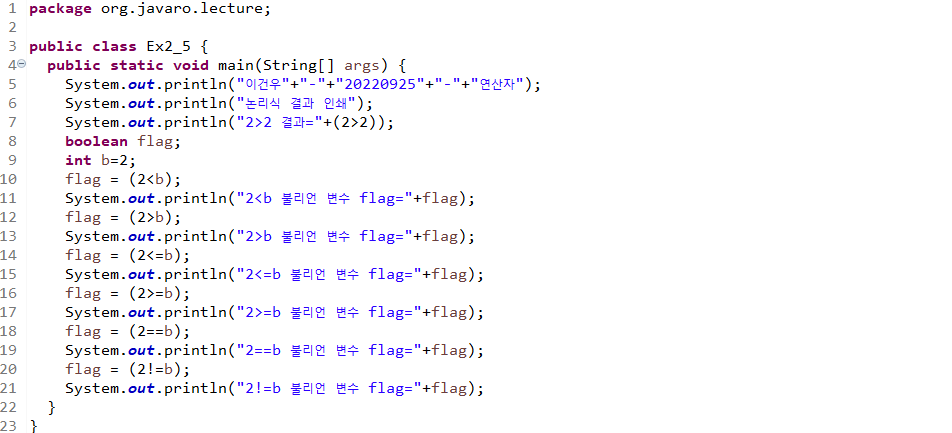 1 package org.javaro.lecture;
2
3 public class Ex2_5 {
4 public static void main(String[] args) {
5 System.out.println("이건우"+"-"+"20220925"+"-"+"연산자");
6 System.out.println("논리식 결과 인쇄");
7 System.out.println("2>2 결과="+(2>2));
8 boolean flag;
9 int b=2;
10 flag = (2<b);
11 System.out.println("2<b 불리언 변수 flag="+flag);
12 flag = (2>b);
13 System.out.println("2>b 불리언 변수 flag="+flag);
14 flag = (2<=b);
15 System.out.println("2<=b 불리언 변수 flag="+flag);
16 flag = (2>=b);
17 System.out.println("2>=b 불리언 변수 flag="+flag);
18 flag = (2==b);
19 System.out.println("2==b 불리언 변수 flag="+flag);
20 flag = (2!=b);
21 System.out.println("2!=b 불리언 변수 flag="+flag);
22 }
23 }